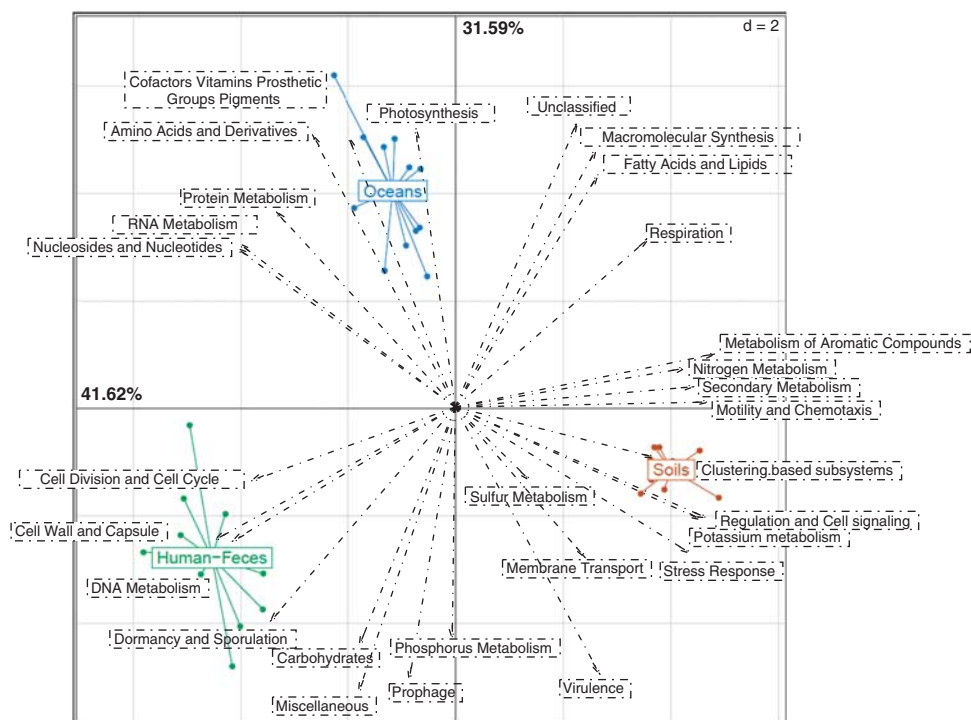 31.59%
d = 2
Cofactors Vitamins Prosthetic
Groups Pigments
Photosynthesis
Unclassified
Amino Acids and Derivatives
Macromolecular Synthesis
Fatty Acids and Lipids
Oceans
Protein Metabolism
RNA Metabolism
Respiration
Nucleosides and Nucleotides
Metabolism of Aromatic Compounds
Nitrogen Metabolism
Secondary Metabolism
41.62%
Motility and Chemotaxis
Soils
Clustering.based subsystems
Cell Division and Cell Cycle
Sulfur Metabolism
Regulation and Cell signaling
Cell Wall and Capsule
Potassium metabolism
Human-Feces
Membrane Transport
Stress Response
DNA Metabolism
Dormancy and Sporulation
Phosphorus Metabolism
Carbohydrates
Virulence
Prophage
Miscellaneous